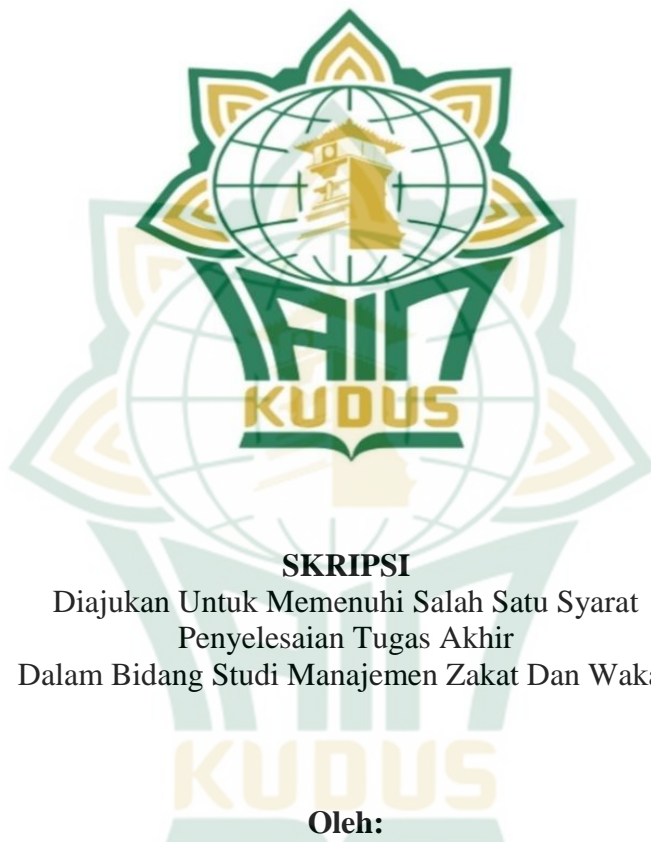 IAIN
KUDUS
SKRIPSI
Diajukan Untuk Memenuhi Salah Satu Syarat
Penyelesaian Tugas Akhir
Dalam Bidang Studi Manajemen Zakat Dan Waka
KUDUS
Oleh: